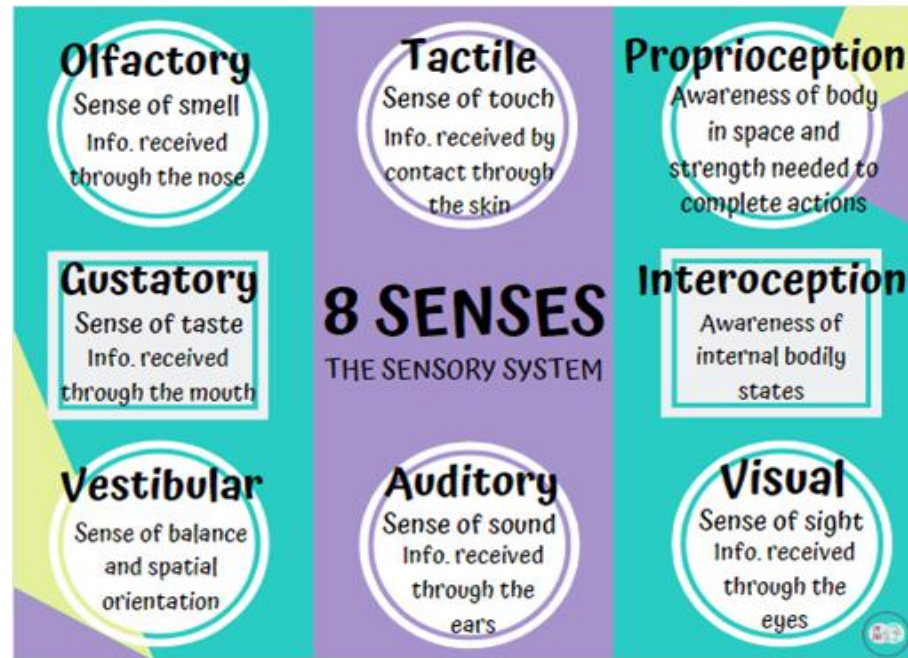 Olfactory
Sense of smell
Info. received
through the nose
Tactile
Sense of touch
Info. received by
contact through
the skin
Proprioception
Awareness of body
in space and
strength needed to
complete actions
Gustatory
Sense of taste
Info. received
through the mouth
8 SENSES
THE SENSORY SYSTEM
Interoception
Awareness of
internal bodily
states
Vestibular
Sense of balance
and spatial
orientation
Auditory
Sense of sound
Info. received
through the
ears
Visual
Sense of sight
Info. received
through the
eyes